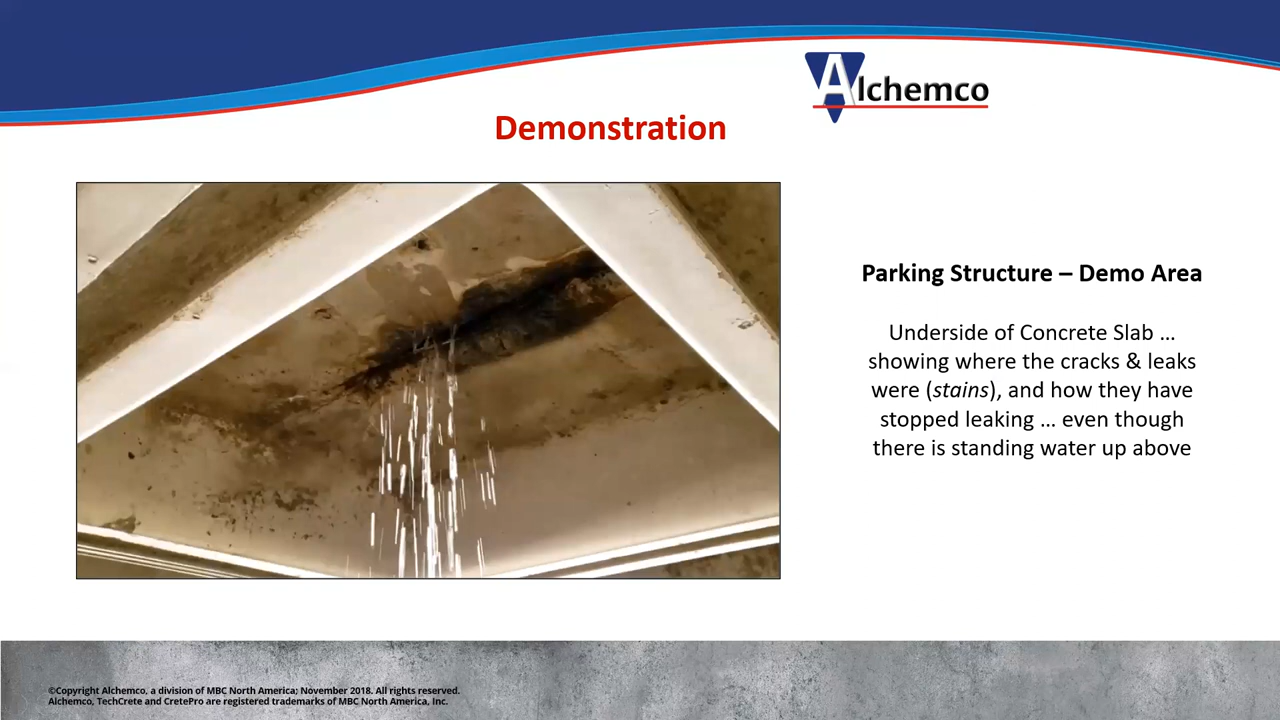 Alchemco
Demonstration
Parking Structure – Demo Area
Underside of Concrete Slab ...
showing where the cracks & leaks
were (stains), and how they have
stopped leaking ... even though
there is standing water up above
©Copyright Alchemco, a division of MBC North America; November 2018. All rights reserved.
Alchemco, TechCrete and CretePro are registered trademarks of MBC North America, Inc.